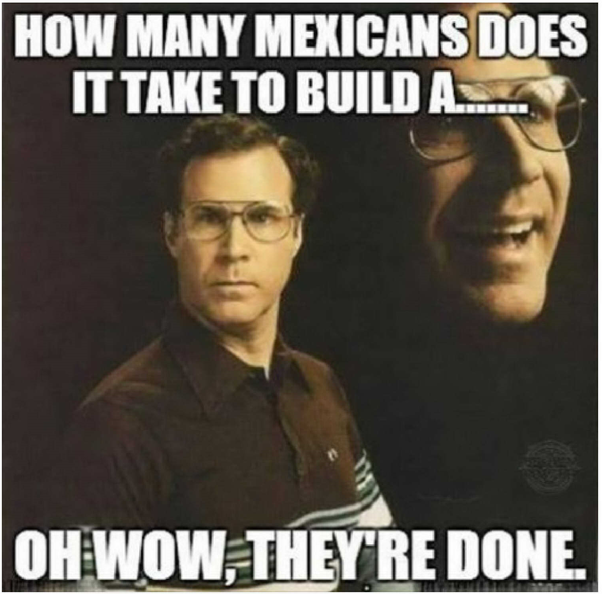 HOW MANY MEXICANS DOES
IT TAKE TO BUILD A.......
OH WOW, THEY'RE DONE.